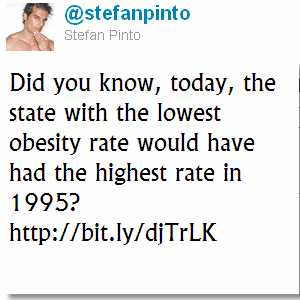 @stefanpinto
Stefan Pinto
Did you know, today, the
state with the lowest
obesity rate would have
had the highest rate in
1995?
http://bit.ly/djTrLK